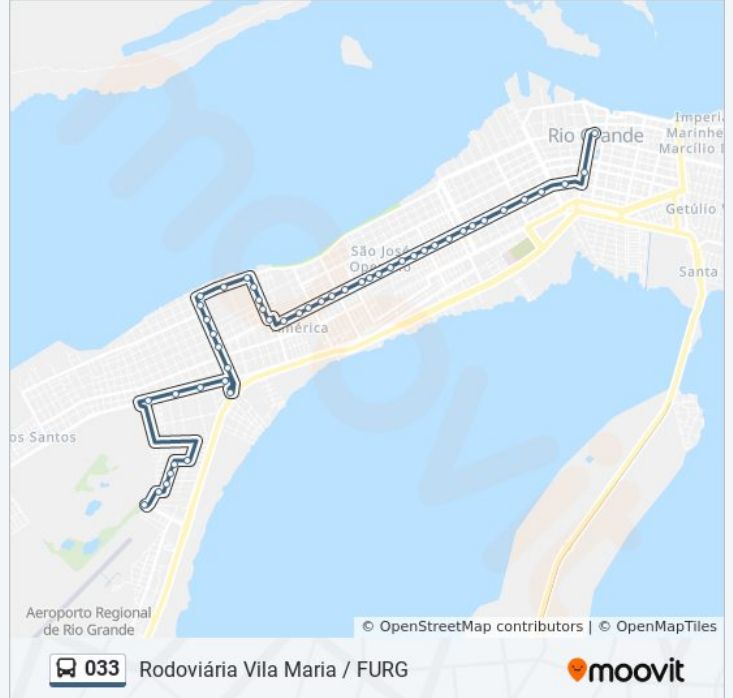 Imperia
Marinhe
Marcílio D
Rio Grande
Getúlio V
São José
Operário
Santa
América
os Santos
Aeroporto Regional
de Rio Grande
© OpenStreetMap contributors | © OpenMapTiles
033 Rodoviária Vila Maria / FURG
moovit
moovit